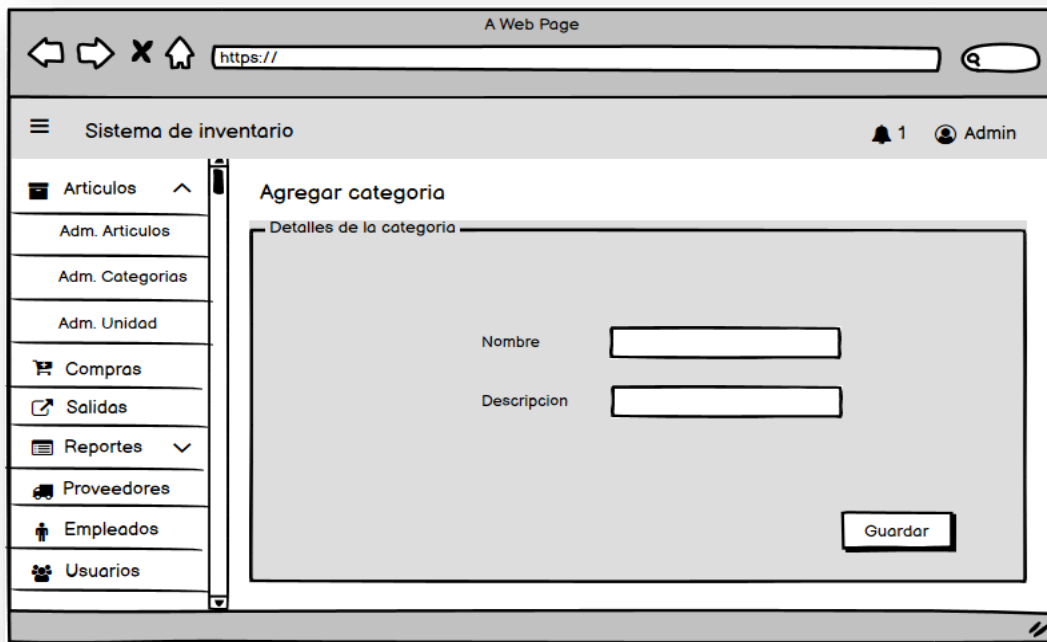 A Web Page
https://
Sistema de inventario
1
Admin
Articulos
Adm. Articulos
Adm. Categorias
Adm. Unidad
Compras
Salidas
Reportes
Proveedores
Empleados
Usuarios
Agregar categoria
Detalles de la categoria
Nombre
Descripcion
Guardar